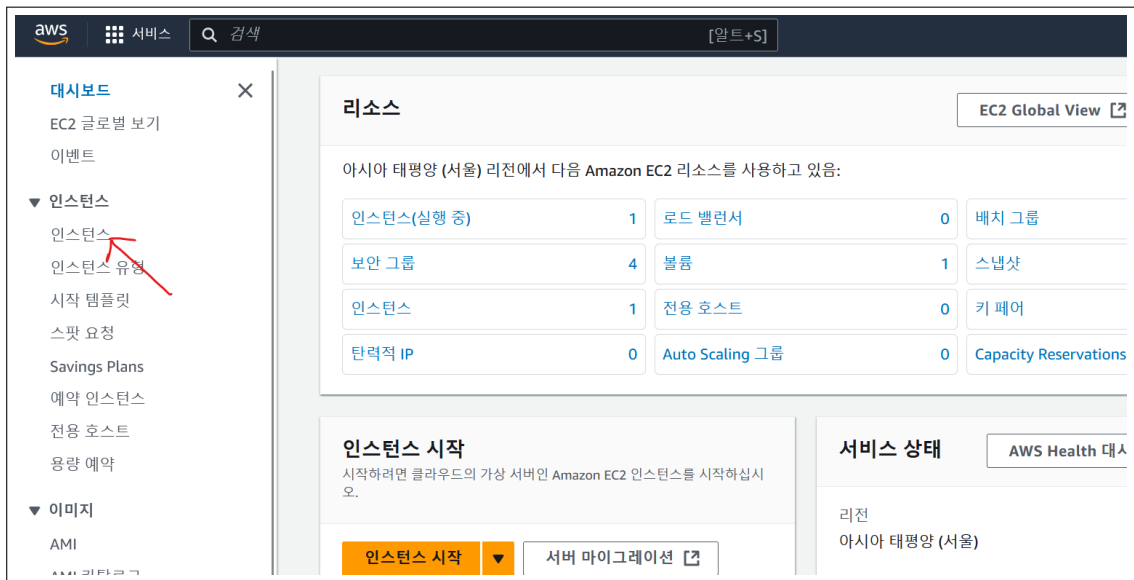 aws
서비스
검색
[알트+S]
대시보드
EC2 글로벌 보기
이벤트
인스턴스
인스턴스
인스턴스 유형
시작 템플릿
스팟 요청
Savings Plans
예약 인스턴스
전용 호스트
용량 예약
이미지
AMI
리소스
EC2 Global View
아시아 태평양 (서울) 리전에서 다음 Amazon EC2 리소스를 사용하고 있음:
인스턴스(실행 중) 1 로드 밸런서 0 배치 그룹
보안 그룹 4 볼륨 1 스냅샷
인스턴스 1 전용 호스트 0 키 페어
탄력적 IP 0 Auto Scaling 그룹 0 Capacity Reservations
인스턴스 시작
시작하려면 클라우드의 가상 서버인 Amazon EC2 인스턴스를 시작하십시
오.
인스턴스 시작
서버 마이그레이션
서비스 상태
AWS Health 대시
리전
아시아 태평양 (서울)